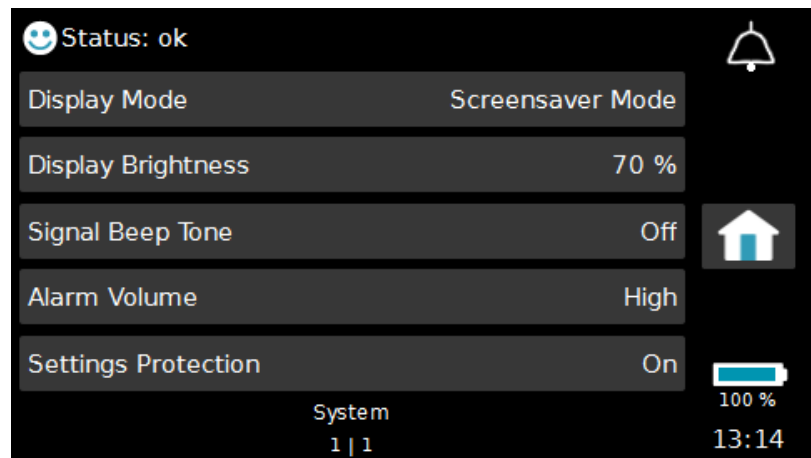 Status: ok
Display Mode Screensaver Mode
Display Brightness 70 %
Signal Beep Tone Off
Alarm Volume High
Settings Protection On
100 %
System
1 | 1
13:14